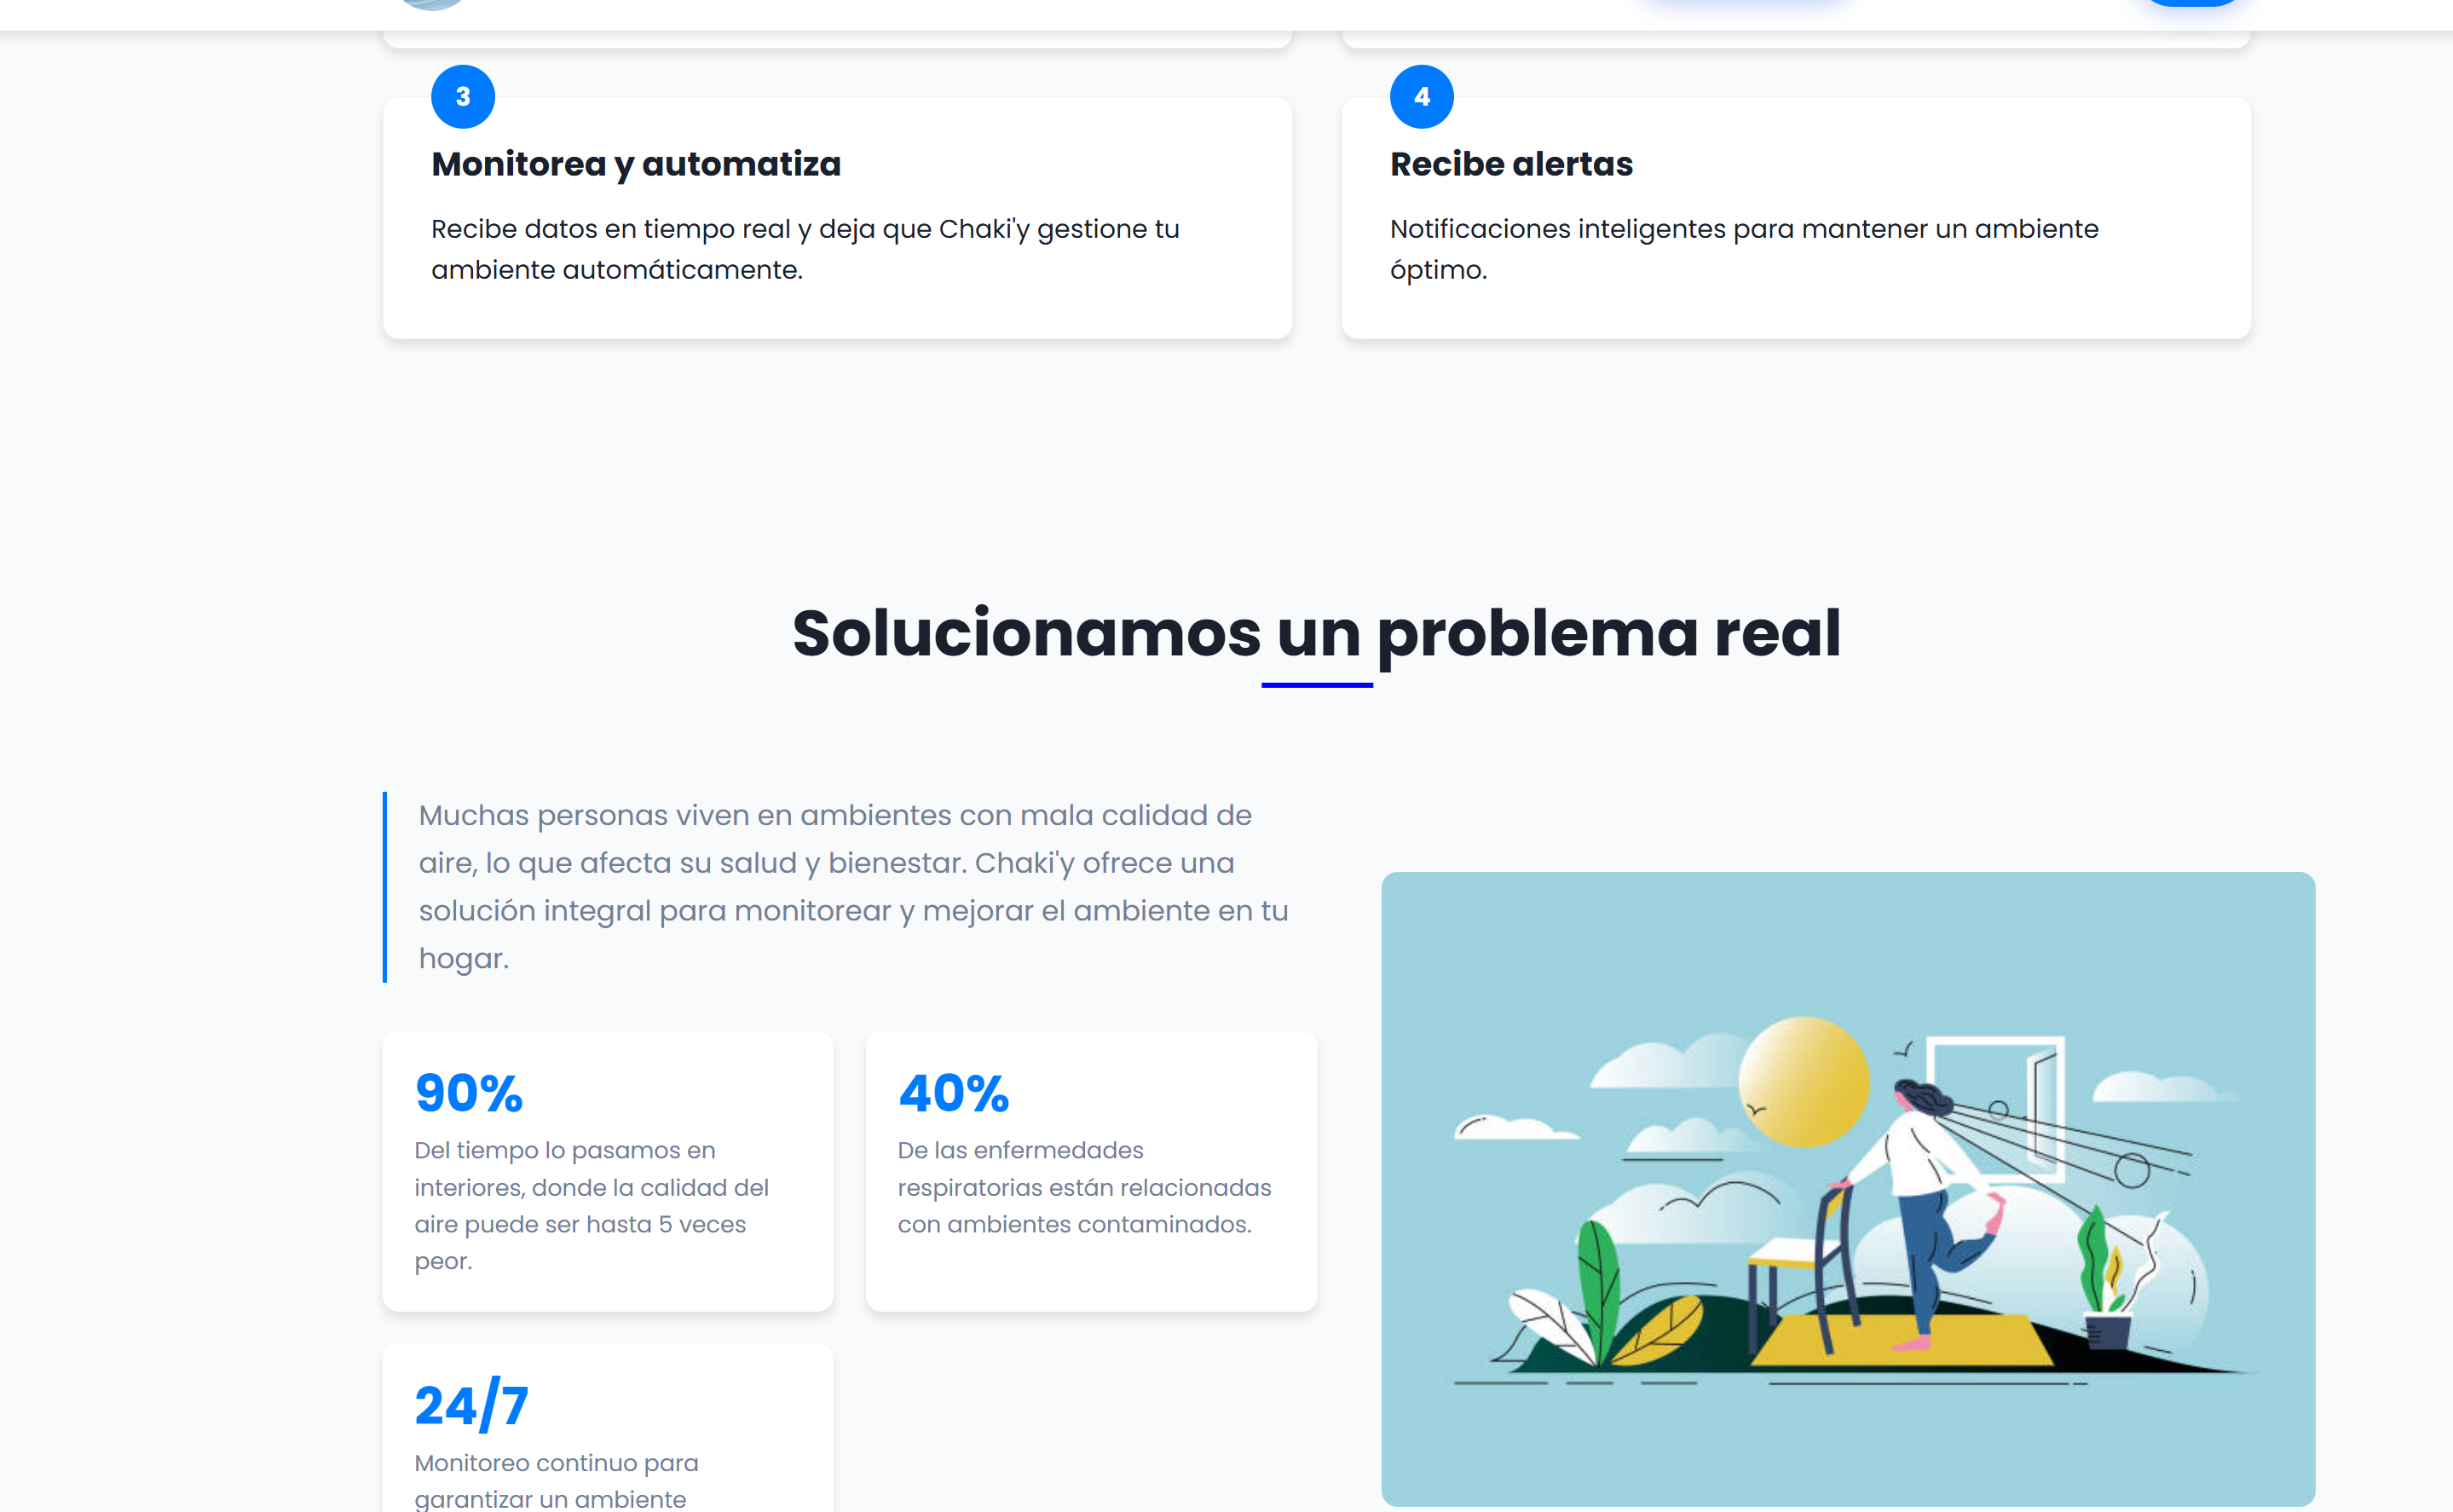 3
Monitorea y automatiza
Recibe datos en tiempo real y deja que Chaki'y gestione tu
ambiente automáticamente.
4
Recibe alertas
Notificaciones inteligentes para mantener un ambiente
óptimo.
Solucionamos un problema real
Muchas personas viven en ambientes con mala calidad de
aire, lo que afecta su salud y bienestar. Chaki'y ofrece una
solución integral para monitorear y mejorar el ambiente en tu
hogar.
90%
Del tiempo lo pasamos en
interiores, donde la calidad del
aire puede ser hasta 5 veces
peor.
40%
De las enfermedades
respiratorias están relacionadas
con ambientes contaminados.
24/7
Monitoreo continuo para
garantizar un ambiente